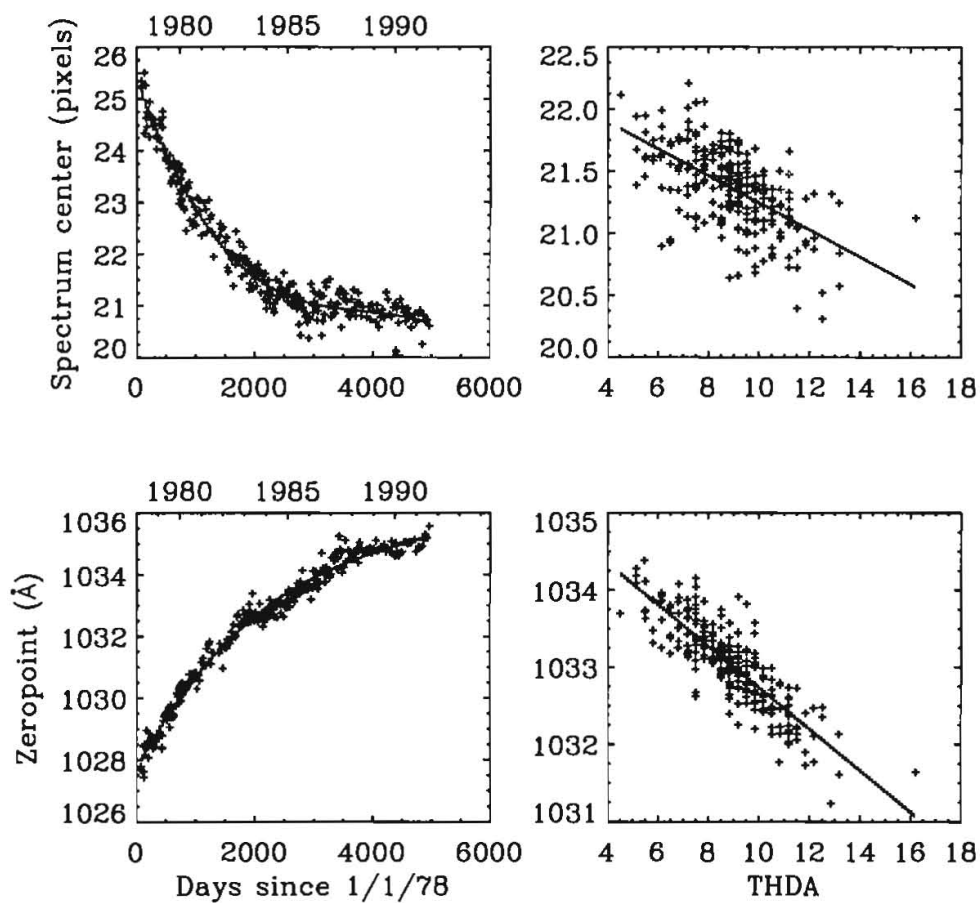 1980 1985 1990
Spectrum center (pixels)
26
25
24
23
22
21
20
0 2000 4000 6000
22.5
22.0
21.5
21.0
20.5
20.0
4 6 8 10 12 14 16 18
1980 1985 1990
Zeropoint (Å)
1036
1034
1032
1030
1028
1026
0 2000 4000 6000
Days since 1/1/78
1035
1034
1033
1032
1031
4 6 8 10 12 14 16 18
THDA